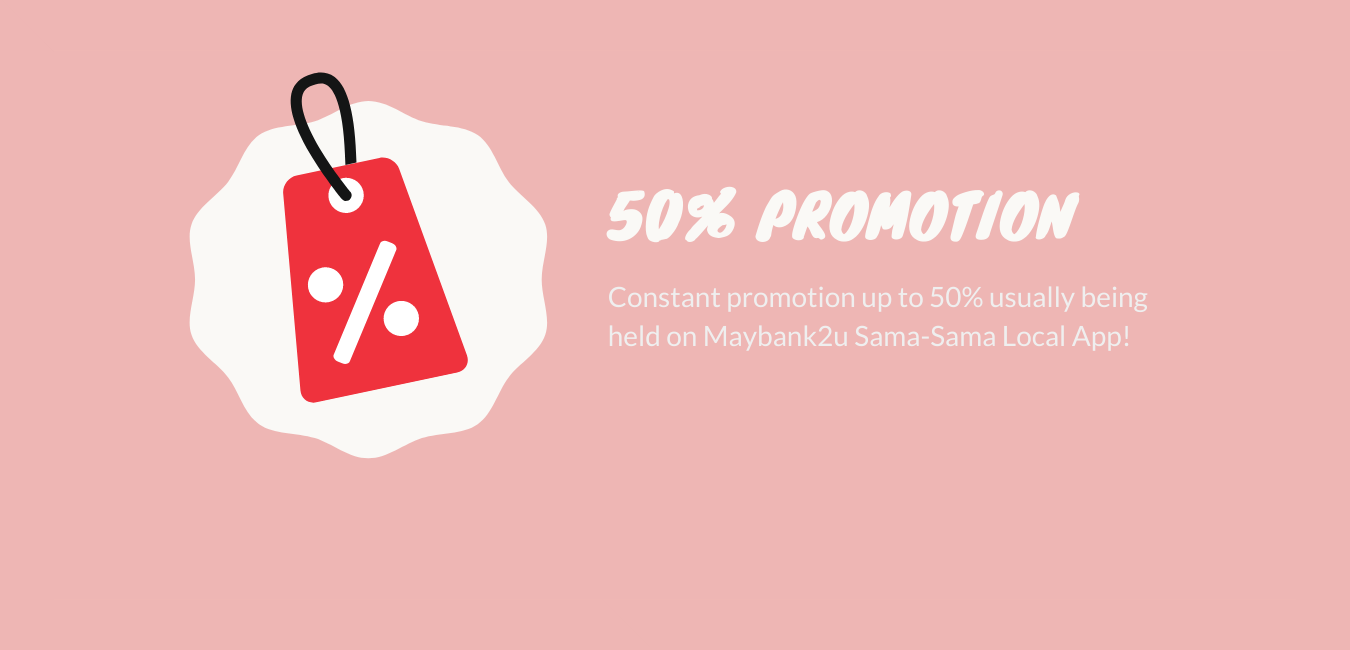 50% PROMOTION
Constant promotion up to 50% usually being
held on Maybank2u Sama-Sama Local App!
%